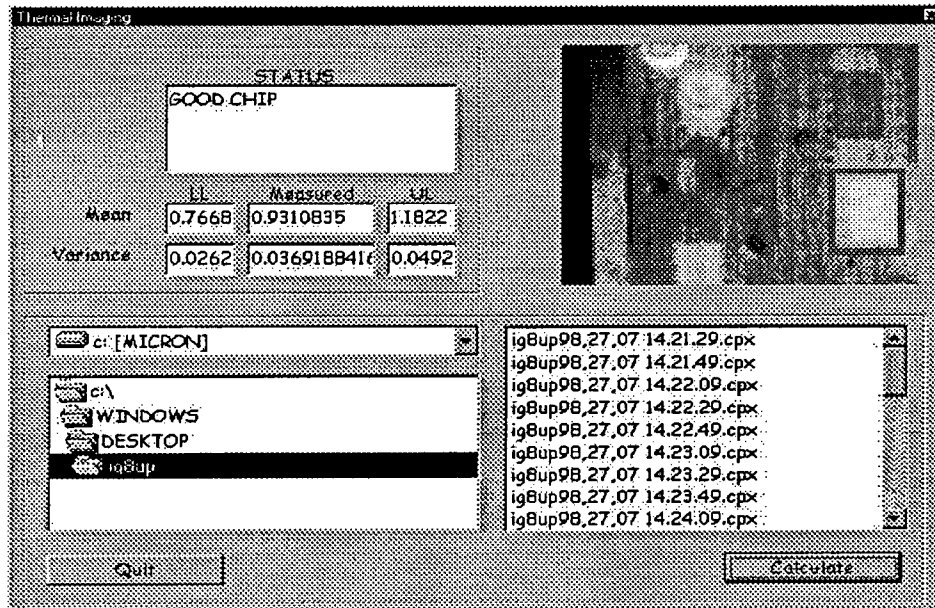 Thermal Imaging
STATUS
GOOD CHIP
LL Measured UL
Mean 0.7668 0.9310835 1.1822
Variance 0.0262 0.0369188416 0.0492
c: [MICRON]
c:\
WINDOWS
DESKTOP
ig8up
ig8up98,27,07 14.21.29.cpx
ig8up98,27,07 14.21.49.cpx
ig8up98,27,07 14.22.09.cpx
ig8up98,27,07 14.22.29.cpx
ig8up98,27,07 14.22.49.cpx
ig8up98,27,07 14.23.09.cpx
ig8up98,27,07 14.23.29.cpx
ig8up98,27,07 14.23.49.cpx
ig8up98,27,07 14.24.09.cpx
Quit
Calculate